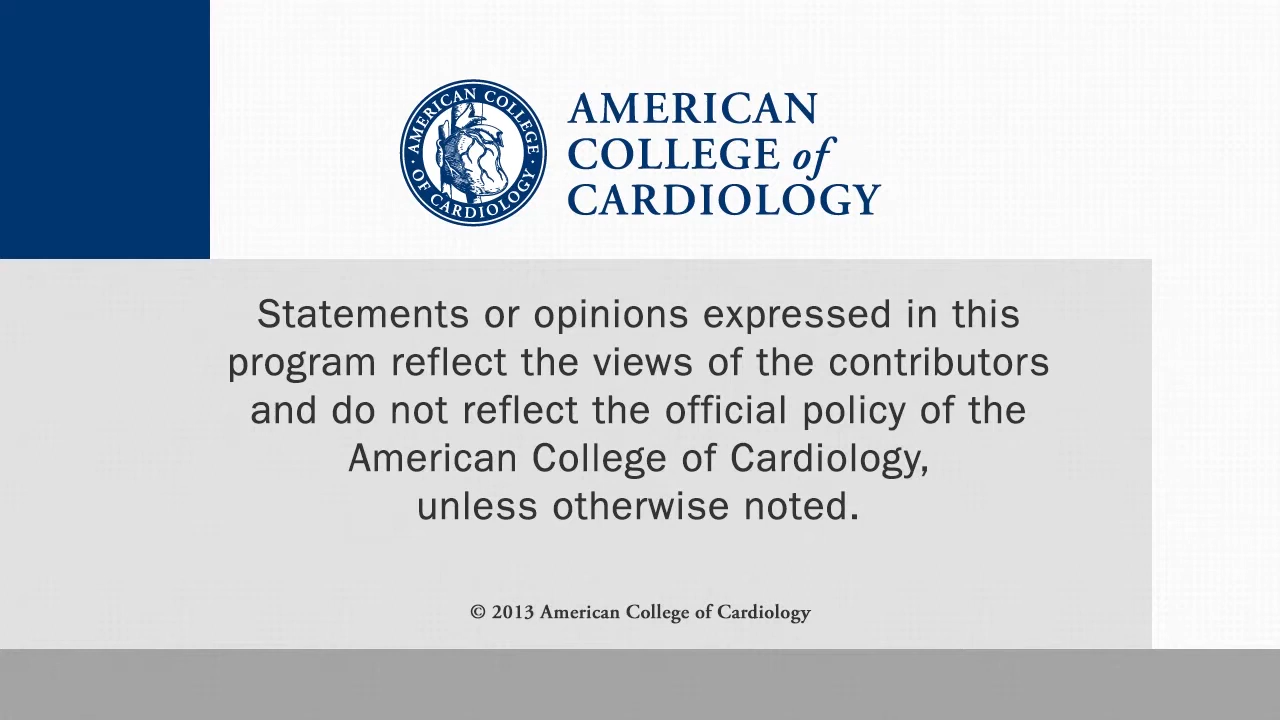 AMERICAN COLLEGE
OF CARDIOLOGY
AMERICAN
COLLEGE of
CARDIOLOGY
Statements or opinions expressed in this
program reflect the views of the contributors
and do not reflect the official policy of the
American College of Cardiology,
unless otherwise noted.
© 2013 American College of Cardiology